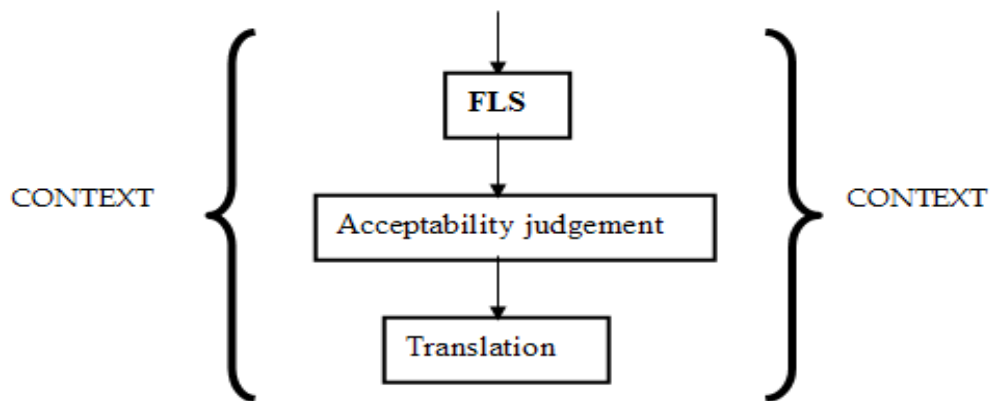 FLS
CONTEXT
CONTEXT
Acceptability judgement
Translation